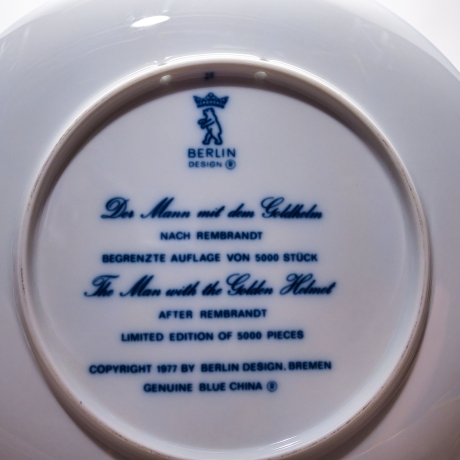 BERLIN
DESIGN ®
Der Mann mit dem Goldhelm
NACH REMBRANDT
BEGRENZTE AUFLAGE VON 5000 STÜCK
The Man with the Golden Helmet
AFTER REMBRANDT
LIMITED EDITION OF 5000 PIECES
COPYRIGHT 1977 BY BERLIN DESIGN. BREMEN
GENUINE BLUE CHINA ®